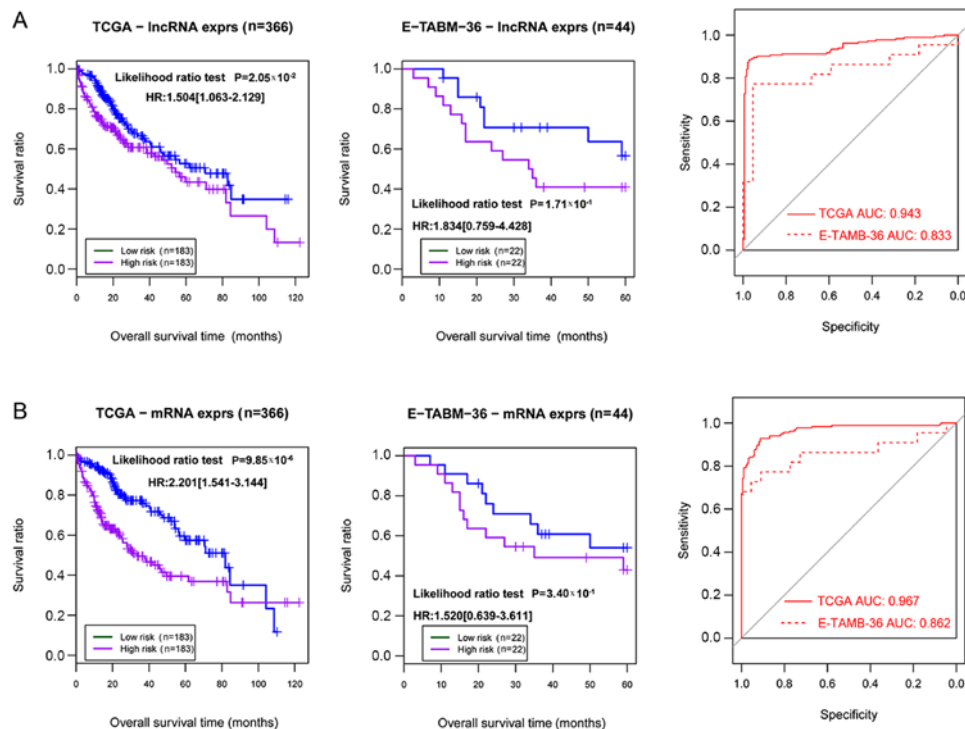 A
TCGA – lncRNA exprs (n=366)
Likelihood ratio test P=2.05×10-2
HR:1.504[1.063-2.129]
Survival ratio
1.0
0.8
0.6
0.4
0.2
0.0
Low risk (n=183)
High risk (n=183)
0 20 40 60 80 100 120
Overall survival time (months)
E–TABM–36 – lncRNA exprs (n=44)
Survival ratio
1.0
0.8
0.6
0.4
0.2
0.0
Likelihood ratio test P=1.71×10-1
HR:1.834[0.759-4.428]
Low risk (n=22)
High risk (n=22)
0 10 20 30 40 50 60
Overall survival time (months)
Sensitivity
1.0
0.8
0.6
0.4
0.2
0.0
TCGA AUC: 0.943
E-TAMB-36 AUC: 0.833
1.0 0.8 0.6 0.4 0.2 0.0
Specificity
B
TCGA – mRNA exprs (n=366)
Likelihood ratio test P=9.85×10-6
HR:2.201[1.541-3.144]
Survival ratio
1.0
0.8
0.6
0.4
0.2
0.0
Low risk (n=183)
High risk (n=183)
0 20 40 60 80 100 120
Overall survival time (months)
E–TABM–36 – mRNA exprs (n=44)
Survival ratio
1.0
0.8
0.6
0.4
0.2
0.0
Likelihood ratio test P=3.40×10-1
HR:1.520[0.639-3.611]
Low risk (n=22)
High risk (n=22)
0 10 20 30 40 50 60
Overall survival time (months)
Sensitivity
1.0
0.8
0.6
0.4
0.2
0.0
TCGA AUC: 0.967
E-TAMB-36 AUC: 0.862
1.0 0.8 0.6 0.4 0.2 0.0
Specificity